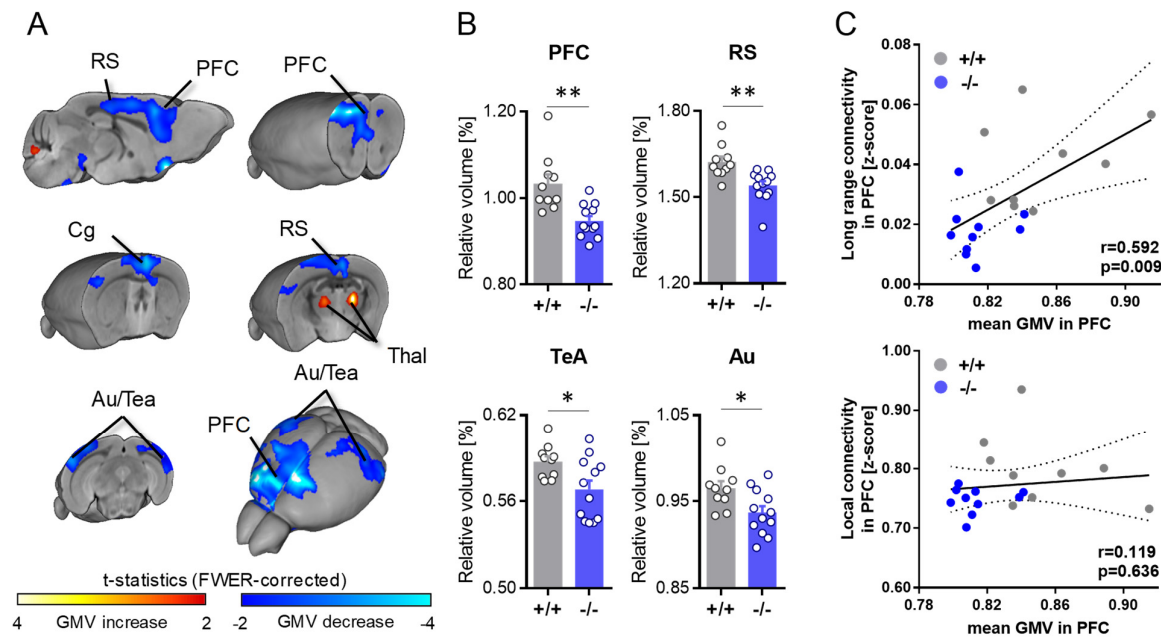 A
RS
PFC
PFC
Cg
RS
Thal
Au/Tea
Au/Tea
PFC
t-statistics (FWER-corrected)
4 GMV increase 2
-2 GMV decrease -4
B
PFC
**
Relative volume [%]
1.20
1.00
0.80
+/+ -/-
RS
**
Relative volume [%]
1.80
1.50
1.20
+/+ -/-
TeA
*
Relative volume [%]
0.62
0.56
0.50
+/+ -/-
Au
*
Relative volume [%]
1.05
0.95
0.85
+/+ -/-
C
+/+
-/-
Long range connectivity
in PFC [z-score]
0.08
0.06
0.04
0.02
0.00
r=0.592
p=0.009
0.78 0.82 0.86 0.90
mean GMV in PFC
+/+
-/-
Local connectivity
in PFC [z-score]
1.00
0.90
0.80
0.70
0.60
r=0.119
p=0.636
0.78 0.82 0.86 0.90
mean GMV in PFC